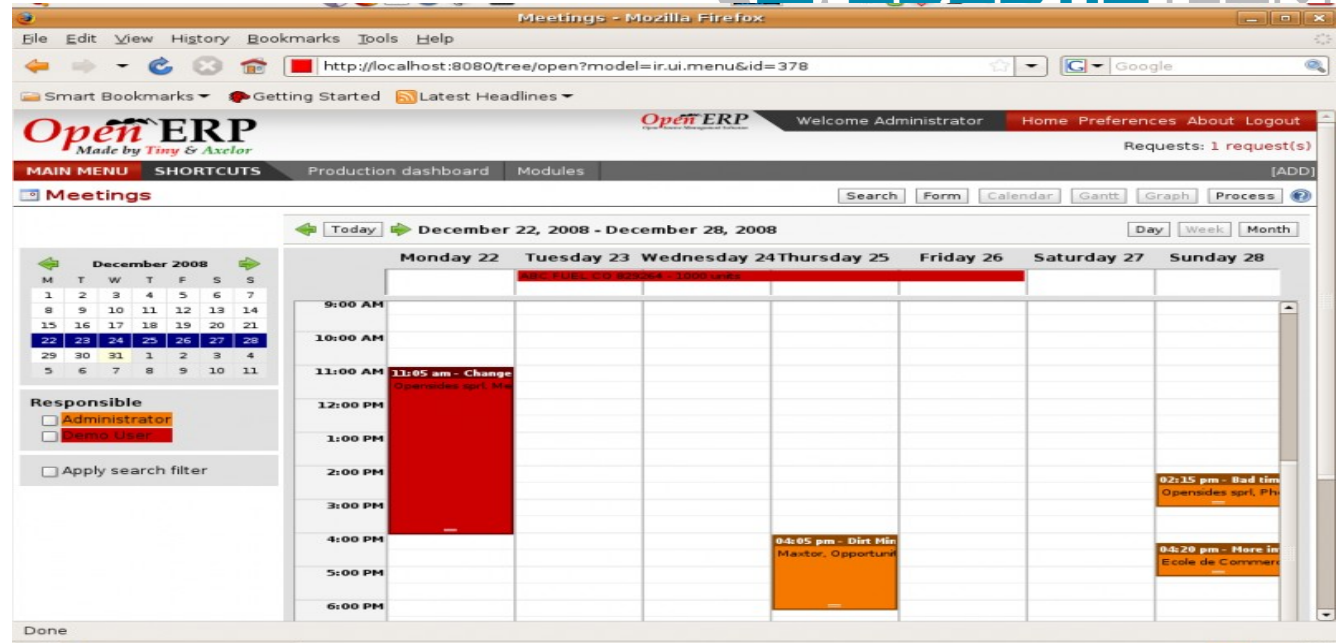 Meetings - Mozilla Firefox
File Edit View History Bookmarks Tools Help
http://localhost:8080/tree/open?model=ir.ui.menu&id=378 G Google
Smart Bookmarks Getting Started Latest Headlines
Open ERP
Made by Tiny & Axelor
Open ERP Welcome Administrator Home Preferences About Logout
Requests: 1 request(s)
MAIN MENU SHORTCUTS Production dashboard Modules [ADD]
Meetings Search Form Calendar Gantt Graph Process ?
Today December 22, 2008 - December 28, 2008 Day Week Month
December 2008
M T W T F S S
1 2 3 4 5 6 7
8 9 10 11 12 13 14
15 16 17 18 19 20 21
22 23 24 25 26 27 28
29 30 31 1 2 3 4
5 6 7 8 9 10 11
Responsible
Administrator
Demo User
Apply search filter
Monday 22 Tuesday 23 Wednesday 24 Thursday 25 Friday 26 Saturday 27 Sunday 28
ABC FUEL CO 829264 - 1000 units
9:00 AM
10:00 AM
11:00 AM
12:00 PM
1:00 PM
2:00 PM
3:00 PM
4:00 PM
5:00 PM
6:00 PM
11:05 am - Change
Opensides sprl, Me
04:05 pm - Dirt Min
Maxtor, Opportunit
02:15 pm - Bad tim
Opensides sprl, Ph
04:20 pm - More in
Ecole de Commer
Done